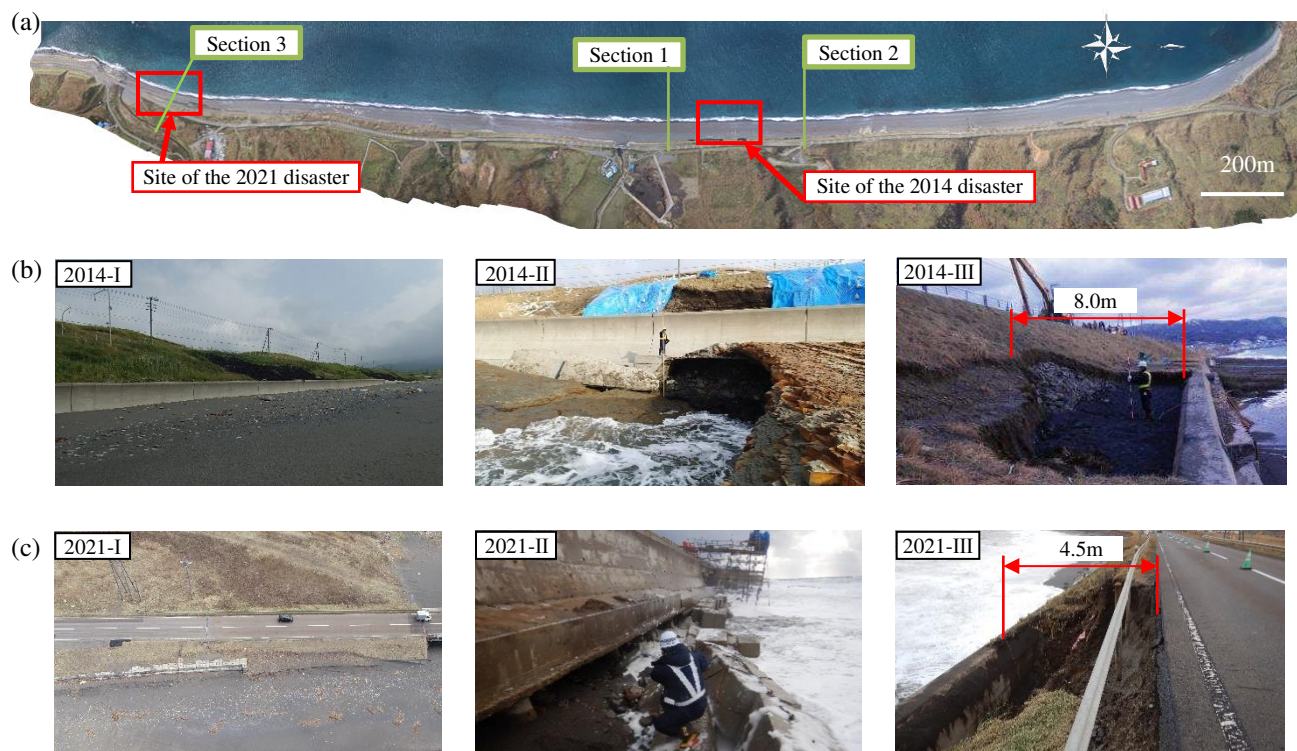 (a)
Section 3
Section 1
Section 2
Site of the 2021 disaster
Site of the 2014 disaster
200m
(b)
2014-I
2014-II
2014-III
8.0m
(c)
2021-I
2021-II
2021-III
4.5m